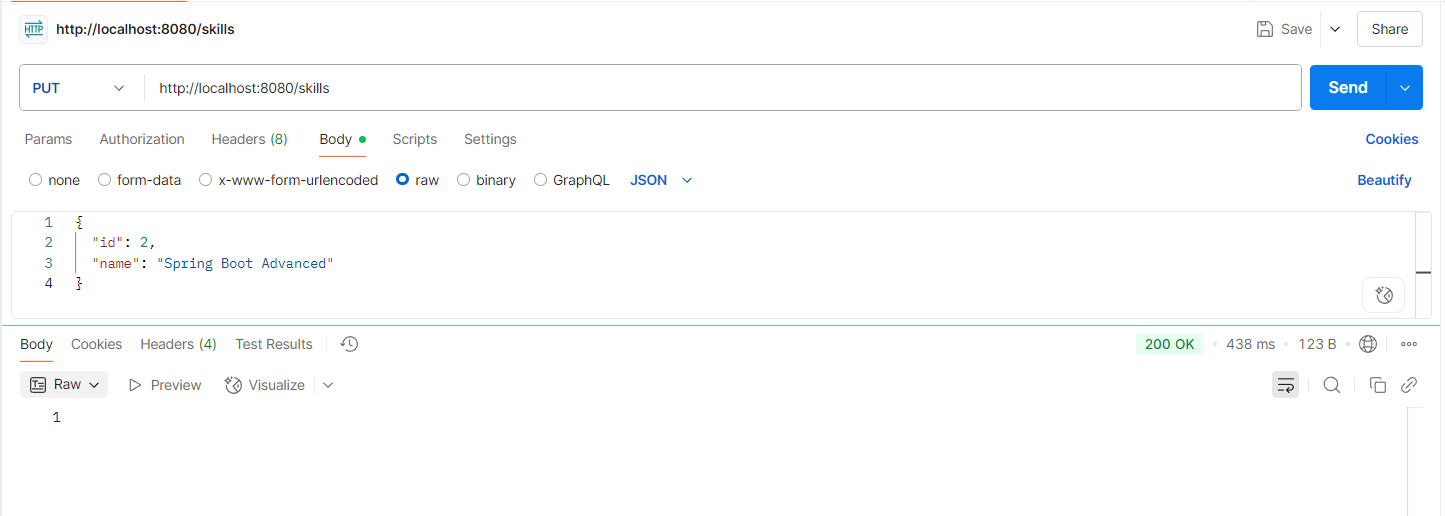 HTTP http://localhost:8080/skills Save Share
PUT http://localhost:8080/skills Send
Params Authorization Headers (8) Body Scripts Settings Cookies
none form-data x-www-form-urlencoded raw binary GraphQL JSON Beautify
1 {
2 "id": 2,
3 "name": "Spring Boot Advanced"
4 }
Body Cookies Headers (4) Test Results 200 OK 438 ms 123 B
Raw Preview Visualize
1